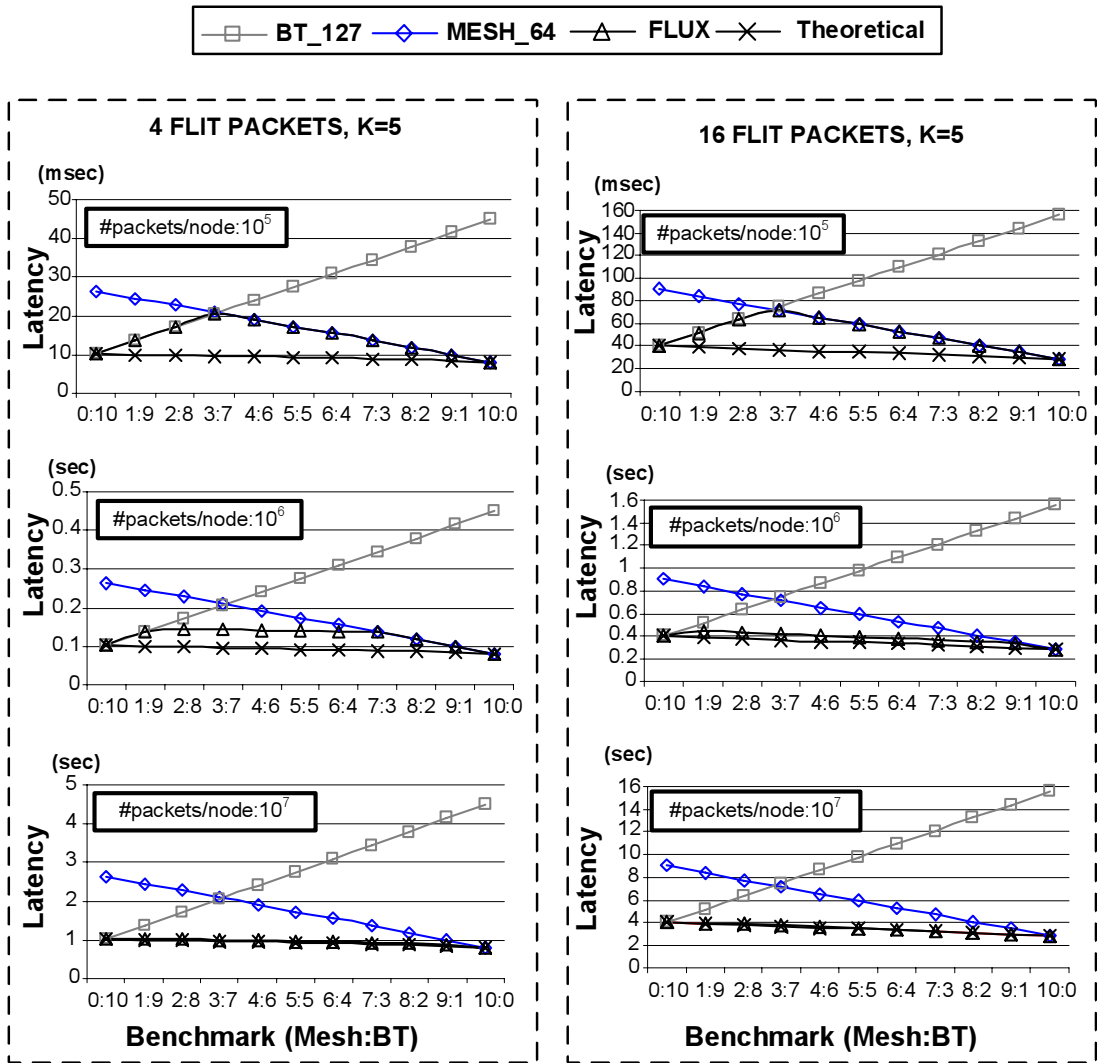 BT_127 MESH_64 FLUX Theoretical
4 FLIT PACKETS, K=5
(msec)
Latency
50
40
30
20
10
0
#packets/node:10^5
0:10 1:9 2:8 3:7 4:6 5:5 6:4 7:3 8:2 9:1 10:0
(sec)
Latency
0.5
0.4
0.3
0.2
0.1
0
#packets/node:10^6
0:10 1:9 2:8 3:7 4:6 5:5 6:4 7:3 8:2 9:1 10:0
(sec)
Latency
5
4
3
2
1
0
#packets/node:10^7
0:10 1:9 2:8 3:7 4:6 5:5 6:4 7:3 8:2 9:1 10:0
Benchmark (Mesh:BT)
16 FLIT PACKETS, K=5
(msec)
Latency
160
140
120
100
80
60
40
20
0
#packets/node:10^5
0:10 1:9 2:8 3:7 4:6 5:5 6:4 7:3 8:2 9:1 10:0
(sec)
Latency
1.6
1.4
1.2
1
0.8
0.6
0.4
0.2
0
#packets/node:10^6
0:10 1:9 2:8 3:7 4:6 5:5 6:4 7:3 8:2 9:1 10:0
(sec)
Latency
16
14
12
10
8
6
4
2
0
#packets/node:10^7
0:10 1:9 2:8 3:7 4:6 5:5 6:4 7:3 8:2 9:1 10:0
Benchmark (Mesh:BT)